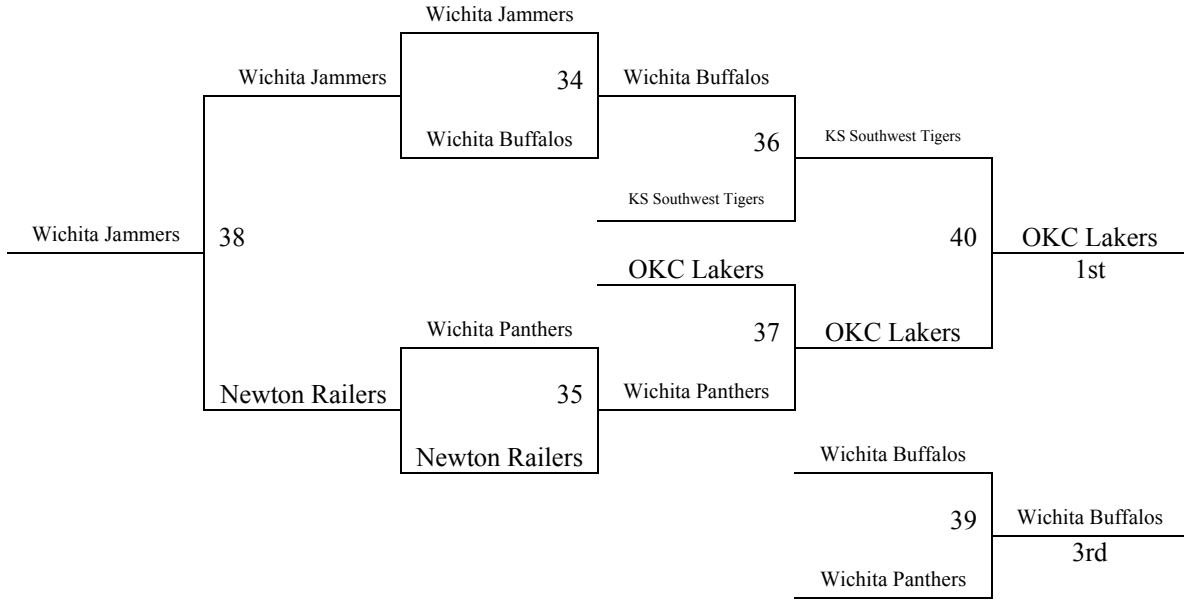 Wichita Jammers
Wichita Jammers 34 Wichita Buffalos
Wichita Buffalos 36 KS Southwest Tigers
KS Southwest Tigers
Wichita Jammers 38 40 OKC Lakers
OKC Lakers 1st
Wichita Panthers 37 OKC Lakers
Newton Railers 35 Wichita Panthers
Newton Railers Wichita Buffalos
39 Wichita Buffalos
3rd
Wichita Panthers